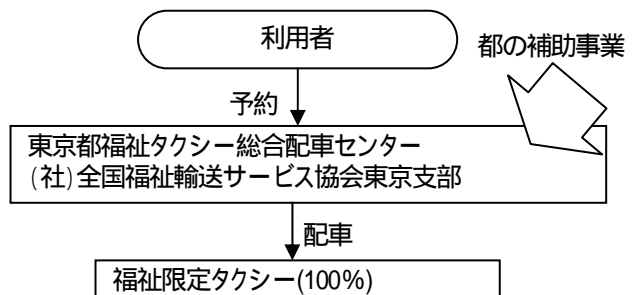 利用者
都の補助事業
予約
東京都福祉タクシー総合配車センター
(社)全国福祉輸送サービス協会東京支部
配車
福祉限定タクシー(100%)